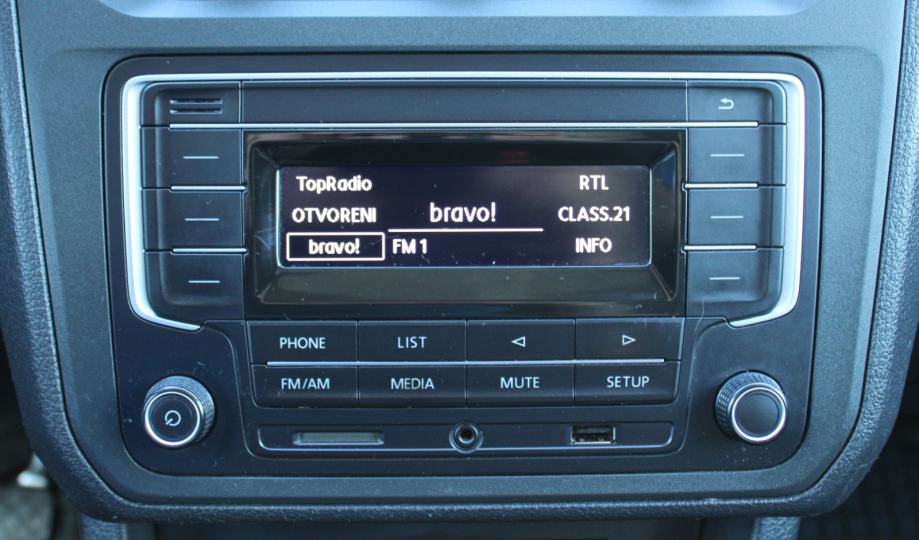 TopRadio RTL
OTVORENI bravo! CLASS.21
bravo! FM 1 INFO
PHONE LIST
FM/AM MEDIA MUTE SETUP